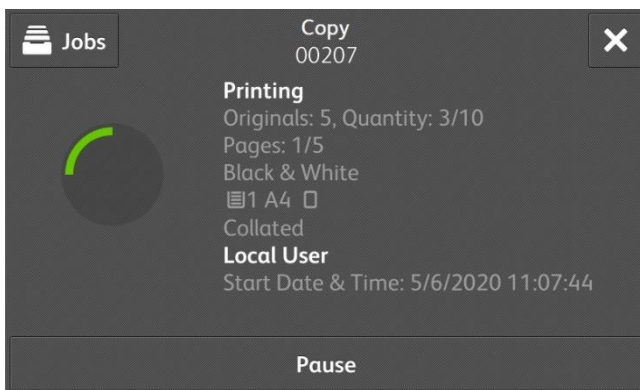 Jobs
Copy
00207
Printing
Originals: 5, Quantity: 3/10
Pages: 1/5
Black & White
1 A4
Collated
Local User
Start Date & Time: 5/6/2020 11:07:44
Pause